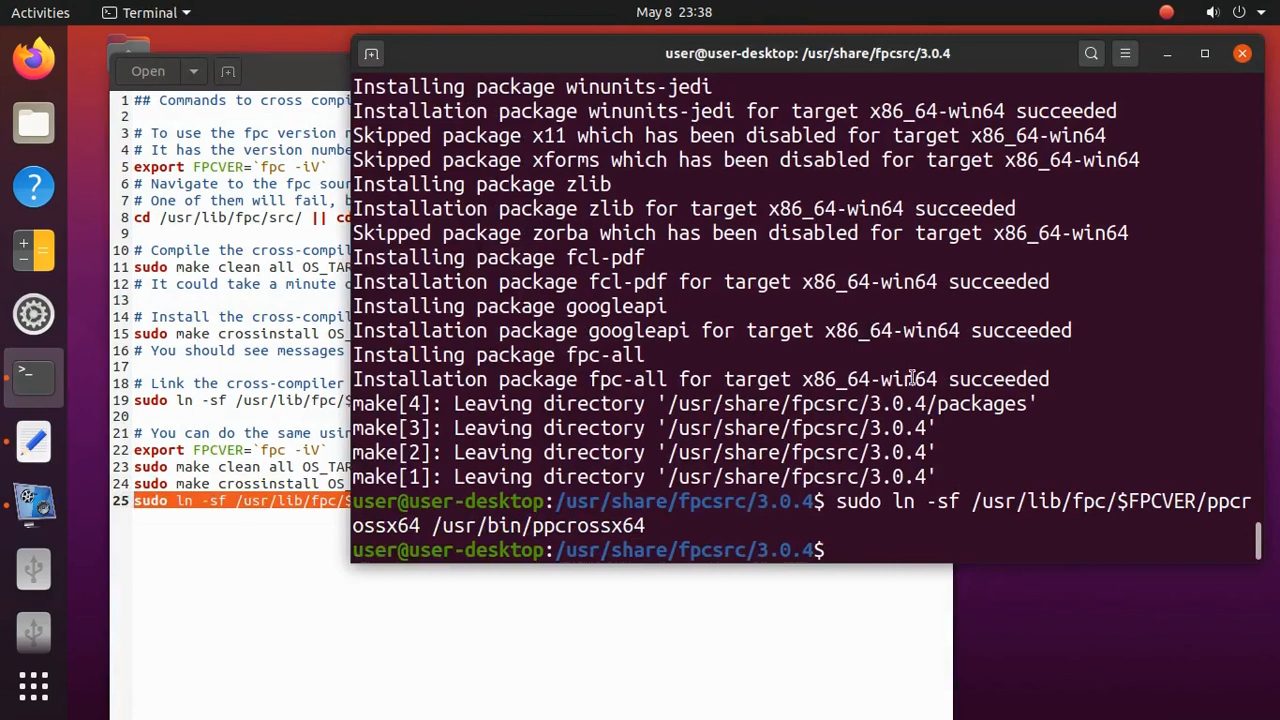 Activities
Terminal
May 8 23:38
Open
user@user-desktop: /usr/share/fpcsrc/3.0.4
1 ## Commands to cross compi
2
3 # To use the fpc version n
4 # It has the version numbe
5 export FPCVER=`fpc -iV`
6 # Navigate to the fpc sour
7 # One of them will fail, b
8 cd /usr/lib/fpc/src/ || cd
9
10 # Compile the cross-compil
11 sudo make clean all OS_TAR
12 # It could take a minute o
13
14 # Install the cross-compil
15 sudo make crossinstall OS_
16 # You should see messages
17
18 # Link the cross-compiler
19 sudo ln -sf /usr/lib/fpc/$
20
21 # You can do the same usin
22 export FPCVER=`fpc -iV`
23 sudo make clean all OS_TAR
24 sudo make crossinstall OS_
25 sudo ln -sf /usr/lib/fpc/$
Installing package winunits-jedi
Installation package winunits-jedi for target x86_64-win64 succeeded
Skipped package x11 which has been disabled for target x86_64-win64
Skipped package xforms which has been disabled for target x86_64-win64
Installing package zlib
Installation package zlib for target x86_64-win64 succeeded
Skipped package zorba which has been disabled for target x86_64-win64
Installing package fcl-pdf
Installation package fcl-pdf for target x86_64-win64 succeeded
Installing package googleapi
Installation package googleapi for target x86_64-win64 succeeded
Installing package fpc-all
Installation package fpc-all for target x86_64-win64 succeeded
make[4]: Leaving directory '/usr/share/fpcsrc/3.0.4/packages'
make[3]: Leaving directory '/usr/share/fpcsrc/3.0.4'
make[2]: Leaving directory '/usr/share/fpcsrc/3.0.4'
make[1]: Leaving directory '/usr/share/fpcsrc/3.0.4'
user@user-desktop:/usr/share/fpcsrc/3.0.4$ sudo ln -sf /usr/lib/fpc/$FPCVER/ppcr
ossx64 /usr/bin/ppcrossx64
user@user-desktop:/usr/share/fpcsrc/3.0.4$